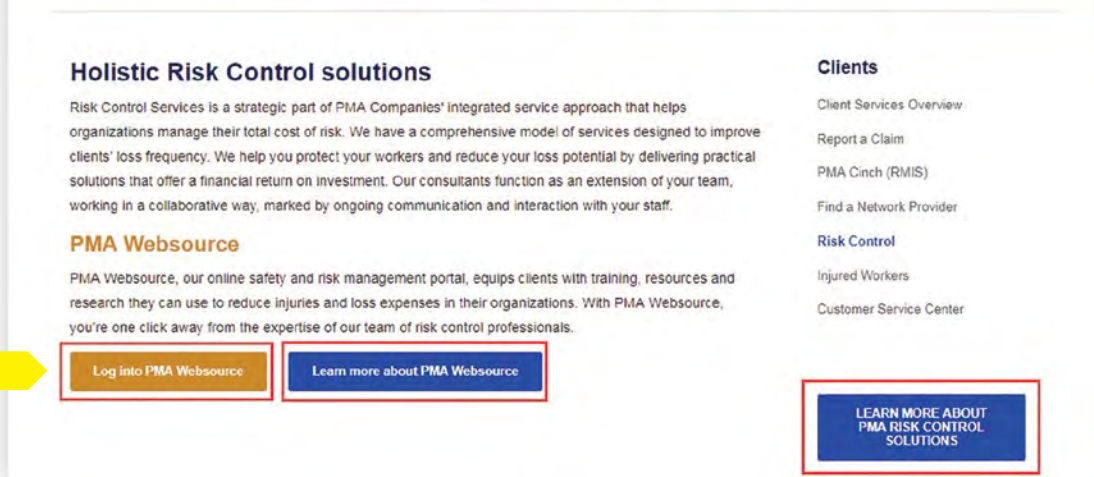 Holistic Risk Control solutions
Risk Control Services is a strategic part of PMA Companies' integrated service approach that helps
organizations manage their total cost of risk. We have a comprehensive model of services designed to improve
clients' loss frequency. We help you protect your workers and reduce your loss potential by delivering practical
solutions that offer a financial return on investment. Our consultants function as an extension of your team,
working in a collaborative way, marked by ongoing communication and interaction with your staff.
PMA Websource
PMA Websource, our online safety and risk management portal, equips clients with training, resources and
research they can use to reduce injuries and loss expenses in their organizations. With PMA Websource,
you're one click away from the expertise of our team of risk control professionals.
Log into PMA Websource
Learn more about PMA Websource
Clients
Client Services Overview
Report a Claim
PMA Cinch (RMIS)
Find a Network Provider
Risk Control
Injured Workers
Customer Service Center
LEARN MORE ABOUT
PMA RISK CONTROL
SOLUTIONS